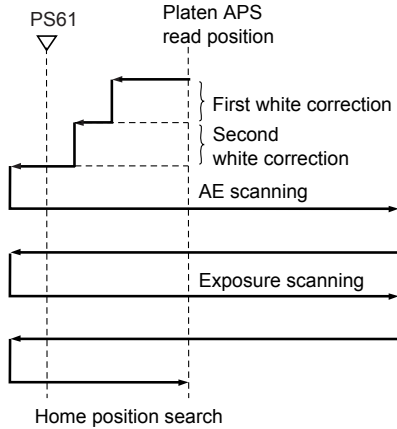 PS61
Platen APS
read position
First white correction
Second
white correction
AE scanning
Exposure scanning
Home position search